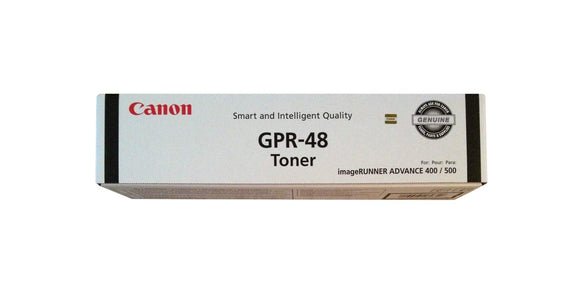 Canon
Smart and Intelligent Quality
GPR-48
Toner
GENUINE
For: Pour: Para:
imageRUNNER ADVANCE 400 / 500